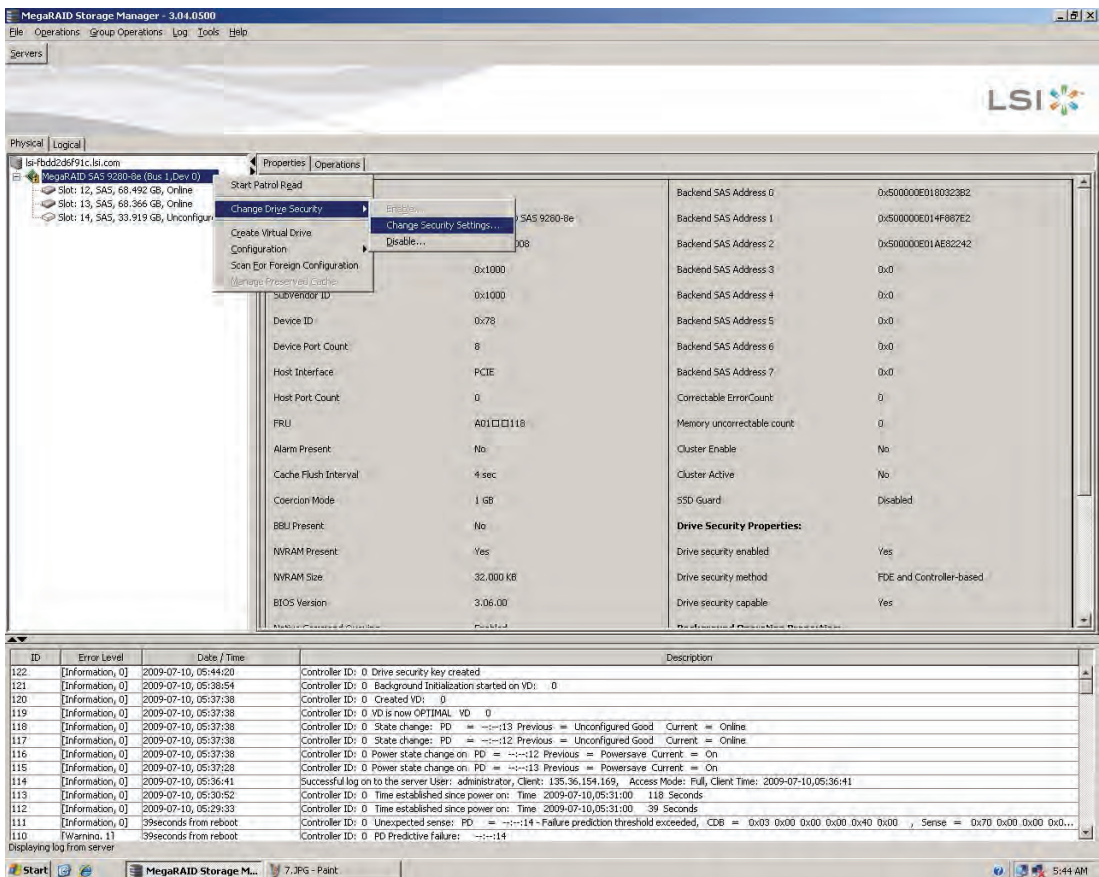 MegaRAID Storage Manager - 3.04.0500
File Operations Group Operations Log Tools Help
Servers
LSI
Physical Logical
lsi-fbdd2d6f91c.lsi.com
MegaRAID SAS 9280-8e (Bus 1,Dev 0)
Slot: 12, SAS, 68.492 GB, Online
Slot: 13, SAS, 68.366 GB, Online
Slot: 14, SAS, 33.919 GB, Unconfigur
Start Patrol Read
Change Drive Security
Create Virtual Drive
Configuration
Scan For Foreign Configuration
Manage Preserved Cache
Enable...
Change Security Settings...
Disable...
Properties Operations
SAS 9280-8e
008
0x1000
Subvendor ID 0x1000
Device ID 0x78
Device Port Count 8
Host Interface PCIE
Host Port Count 0
FRU A01□□118
Alarm Present No
Cache Flush Interval 4 sec
Coercion Mode 1 GB
BBU Present No
NVRAM Present Yes
NVRAM Size 32.000 KB
BIOS Version 3.06.00
Native Command Queuing Enabled
Backend SAS Address 0 0x500000E0180323B2
Backend SAS Address 1 0x500000E014F887E2
Backend SAS Address 2 0x500000E01AE82242
Backend SAS Address 3 0x0
Backend SAS Address 4 0x0
Backend SAS Address 5 0x0
Backend SAS Address 6 0x0
Backend SAS Address 7 0x0
Correctable ErrorCount 0
Memory uncorrectable count 0
Cluster Enable No
Cluster Active No
SSD Guard Disabled
Drive Security Properties:
Drive security enabled Yes
Drive security method FDE and Controller-based
Drive security capable Yes
Background Operation Properties:
ID Error Level Date / Time Description
122 [Information, 0] 2009-07-10, 05:44:20 Controller ID: 0 Drive security key created
121 [Information, 0] 2009-07-10, 05:38:54 Controller ID: 0 Background Initialization started on VD: 0
120 [Information, 0] 2009-07-10, 05:37:38 Controller ID: 0 Created VD: 0
119 [Information, 0] 2009-07-10, 05:37:38 Controller ID: 0 VD is now OPTIMAL VD 0
118 [Information, 0] 2009-07-10, 05:37:38 Controller ID: 0 State change: PD = --:--:13 Previous = Unconfigured Good Current = Online
117 [Information, 0] 2009-07-10, 05:37:38 Controller ID: 0 State change: PD = --:--:12 Previous = Unconfigured Good Current = Online
116 [Information, 0] 2009-07-10, 05:37:38 Controller ID: 0 Power state change on PD = --:--:12 Previous = Powersave Current = On
115 [Information, 0] 2009-07-10, 05:37:28 Controller ID: 0 Power state change on PD = --:--:13 Previous = Powersave Current = On
114 [Information, 0] 2009-07-10, 05:36:41 Successful log on to the server User: administrator, Client: 135.36.154.169, Access Mode: Full, Client Time: 2009-07-10,05:36:41
113 [Information, 0] 2009-07-10, 05:30:52 Controller ID: 0 Time established since power on: Time 2009-07-10,05:31:00 118 Seconds
112 [Information, 0] 2009-07-10, 05:29:33 Controller ID: 0 Time established since power on: Time 2009-07-10,05:31:00 39 Seconds
111 [Information, 0] 39seconds from reboot Controller ID: 0 Unexpected sense: PD = --:--:14 - Failure prediction threshold exceeded, CDB = 0x03 0x00 0x00 0x00 0x40 0x00 , Sense = 0x70 0x00 0x00 0x0...
110 [Warning, 1] 39seconds from reboot Controller ID: 0 PD Predictive failure: --:--:14
Displaying log from server
Start MegaRAID Storage M... 7.JPG - Paint 5:44 AM